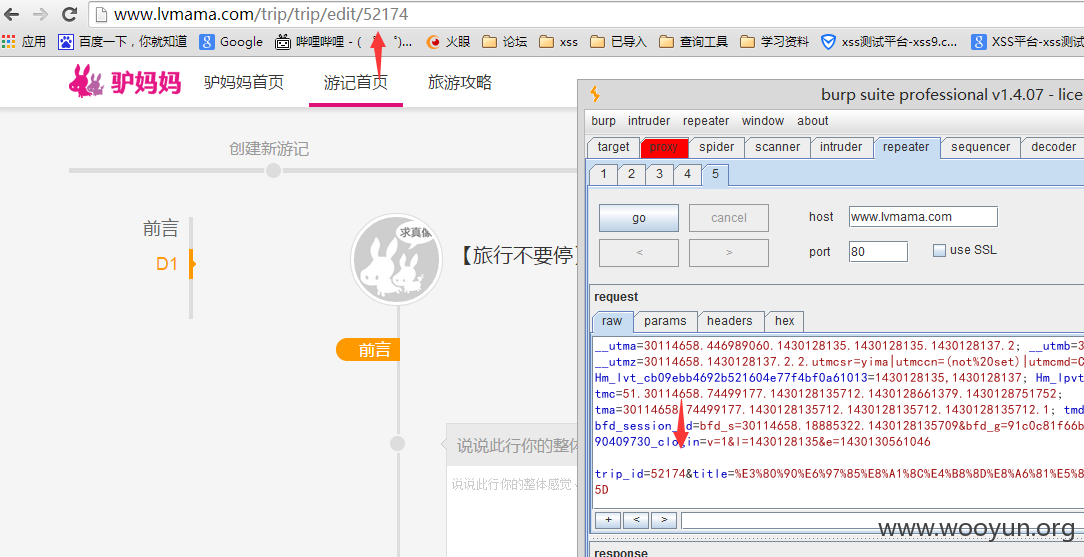 www.lvmama.com/trip/trip/edit/52174
应用 百度一下，你就知道 Google 哔哩哔哩 - ( ゜- ゜)... 火眼 论坛 xss 已导入 查询工具 学习资料 xss测试平台-xss9.c... XSS平台-xss测
驴妈妈 驴妈妈首页 游记首页 旅游攻略
创建新游记
前言
D1
求真像
【旅行不要停】
前言
说说此行你的整体
说说此行你的整体感觉
burp suite professional v1.4.07 - lice
burp intruder repeater window about
target proxy spider scanner intruder repeater sequencer decoder
1 2 3 4 5
go cancel host www.lvmama.com
< > port 80 use SSL
request
raw params headers hex
__utma=30114658.446989060.1430128135.1430128135.1430128137.2; __utmb=3
__utmz=30114658.1430128137.2.2.utmcsr=yima|utmccn=(not%20set)|utmcmd=C
Hm_lvt_cb09ebb4692b521604e77f4bf0a61013=1430128135,1430128137; Hm_lpvt
tmc=51.30114658.74499177.1430128135712.1430128661379.1430128751752;
tma=30114658.74499177.1430128135712.1430128135712.1430128135712.1; tmd
bfd_session_id=bfd_s=30114658.18885322.1430128135709&bfd_g=91c0c81f66b
90409730_clogin=v=1&l=1430128135&e=1430130561046
trip_id=52174&title=%E3%80%90%E6%97%85%E8%A1%8C%E4%B8%8D%E8%A6%81%E5%8
5D
+ < >
www.wooyun.org
response